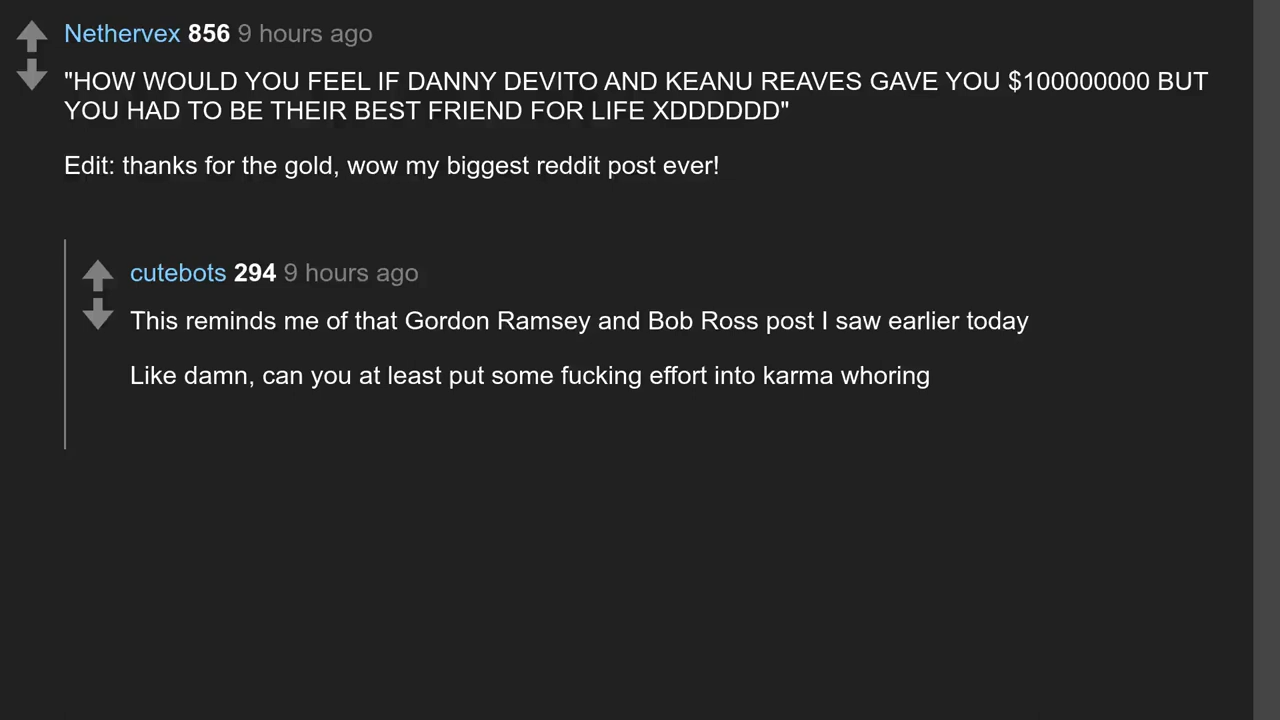 Nethervex 856 9 hours ago
"HOW WOULD YOU FEEL IF DANNY DEVITO AND KEANU REAVES GAVE YOU $100000000 BUT
YOU HAD TO BE THEIR BEST FRIEND FOR LIFE XDDDDDD"
Edit: thanks for the gold, wow my biggest reddit post ever!
cutebots 294 9 hours ago
This reminds me of that Gordon Ramsey and Bob Ross post I saw earlier today
Like damn, can you at least put some fucking effort into karma whoring